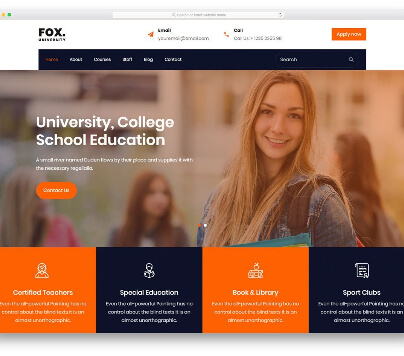 Search or enter website name
FOX.
UNIVERSITY
Email
youremail@email.com
Call
Call Us: + 1235 2355 98
Apply now
Home About Courses Staff Blog Contact Search
University, College
School Education
A small river named Duden flows by their place and supplies it with
the necessary regelialia.
Contact Us
Certified Teachers
Even the all-powerful Pointing has no
control about the blind texts it is an
almost unorthographic.
Special Education
Even the all-powerful Pointing has no
control about the blind texts it is an
almost unorthographic.
Book & Library
Even the all-powerful Pointing has no
control about the blind texts it is an
almost unorthographic.
Sport Clubs
Even the all-powerful Pointing has no
control about the blind texts it is an
almost unorthographic.